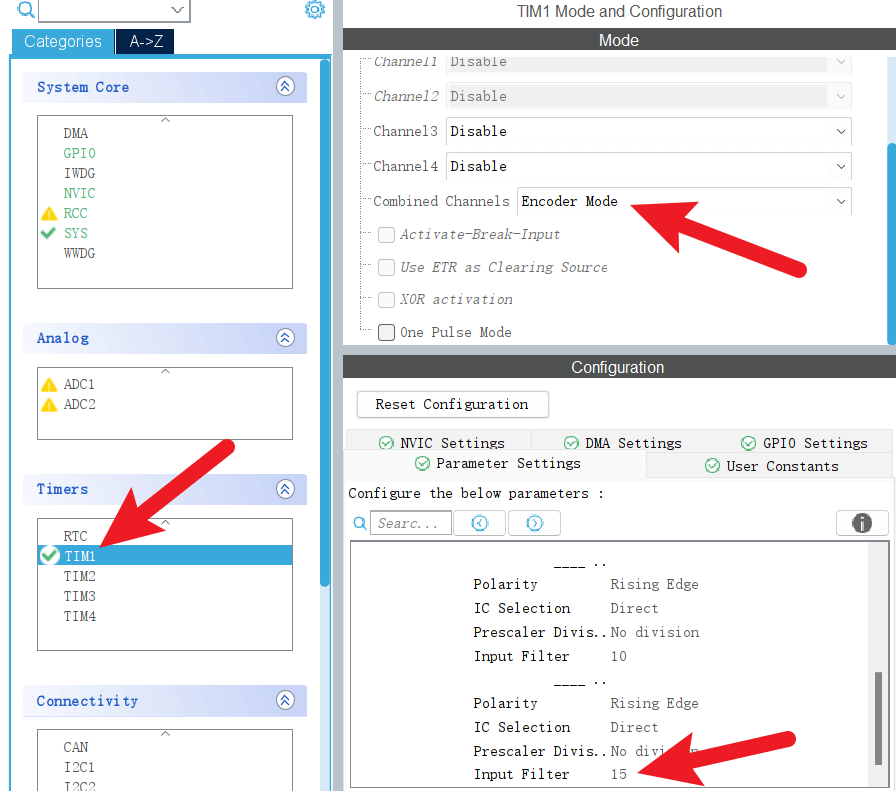 Categories
A->Z
System Core
DMA
GPIO
IWDG
NVIC
RCC
SYS
WWDG
Analog
ADC1
ADC2
Timers
RTC
TIM1
TIM2
TIM3
TIM4
Connectivity
CAN
I2C1
I2C2
TIM1 Mode and Configuration
Mode
Channel1 Disable
Channel2 Disable
Channel3 Disable
Channel4 Disable
Combined Channels Encoder Mode
Activate-Break-Input
Use ETR as Clearing Source
XOR activation
One Pulse Mode
Configuration
Reset Configuration
NVIC Settings DMA Settings GPIO Settings
Parameter Settings User Constants
Configure the below parameters :
Searc...
____ ..
Polarity Rising Edge
IC Selection Direct
Prescaler Divis.. No division
Input Filter 10
____ ..
Polarity Rising Edge
IC Selection Direct
Prescaler Divis.. No division
Input Filter 15